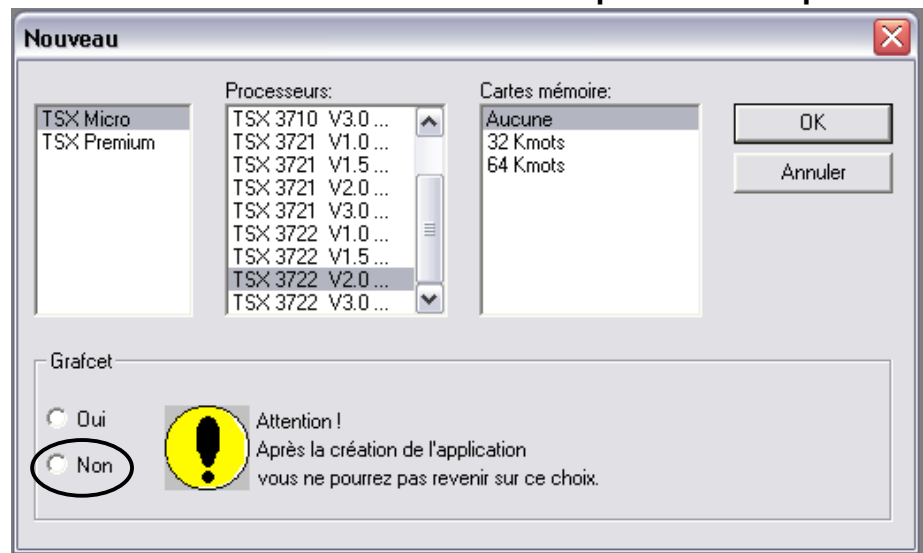 Nouveau
Processeurs:
Cartes mémoire:
TSX Micro
TSX Premium
TSX 3710 V3.0 ...
TSX 3721 V1.0 ...
TSX 3721 V1.5 ...
TSX 3721 V2.0 ...
TSX 3721 V3.0 ...
TSX 3722 V1.0 ...
TSX 3722 V1.5 ...
TSX 3722 V2.0 ...
TSX 3722 V3.0 ...
Aucune
32 Kmots
64 Kmots
OK
Annuler
Grafcet
Oui
Non
Attention !
Après la création de l'application
vous ne pourrez pas revenir sur ce choix.